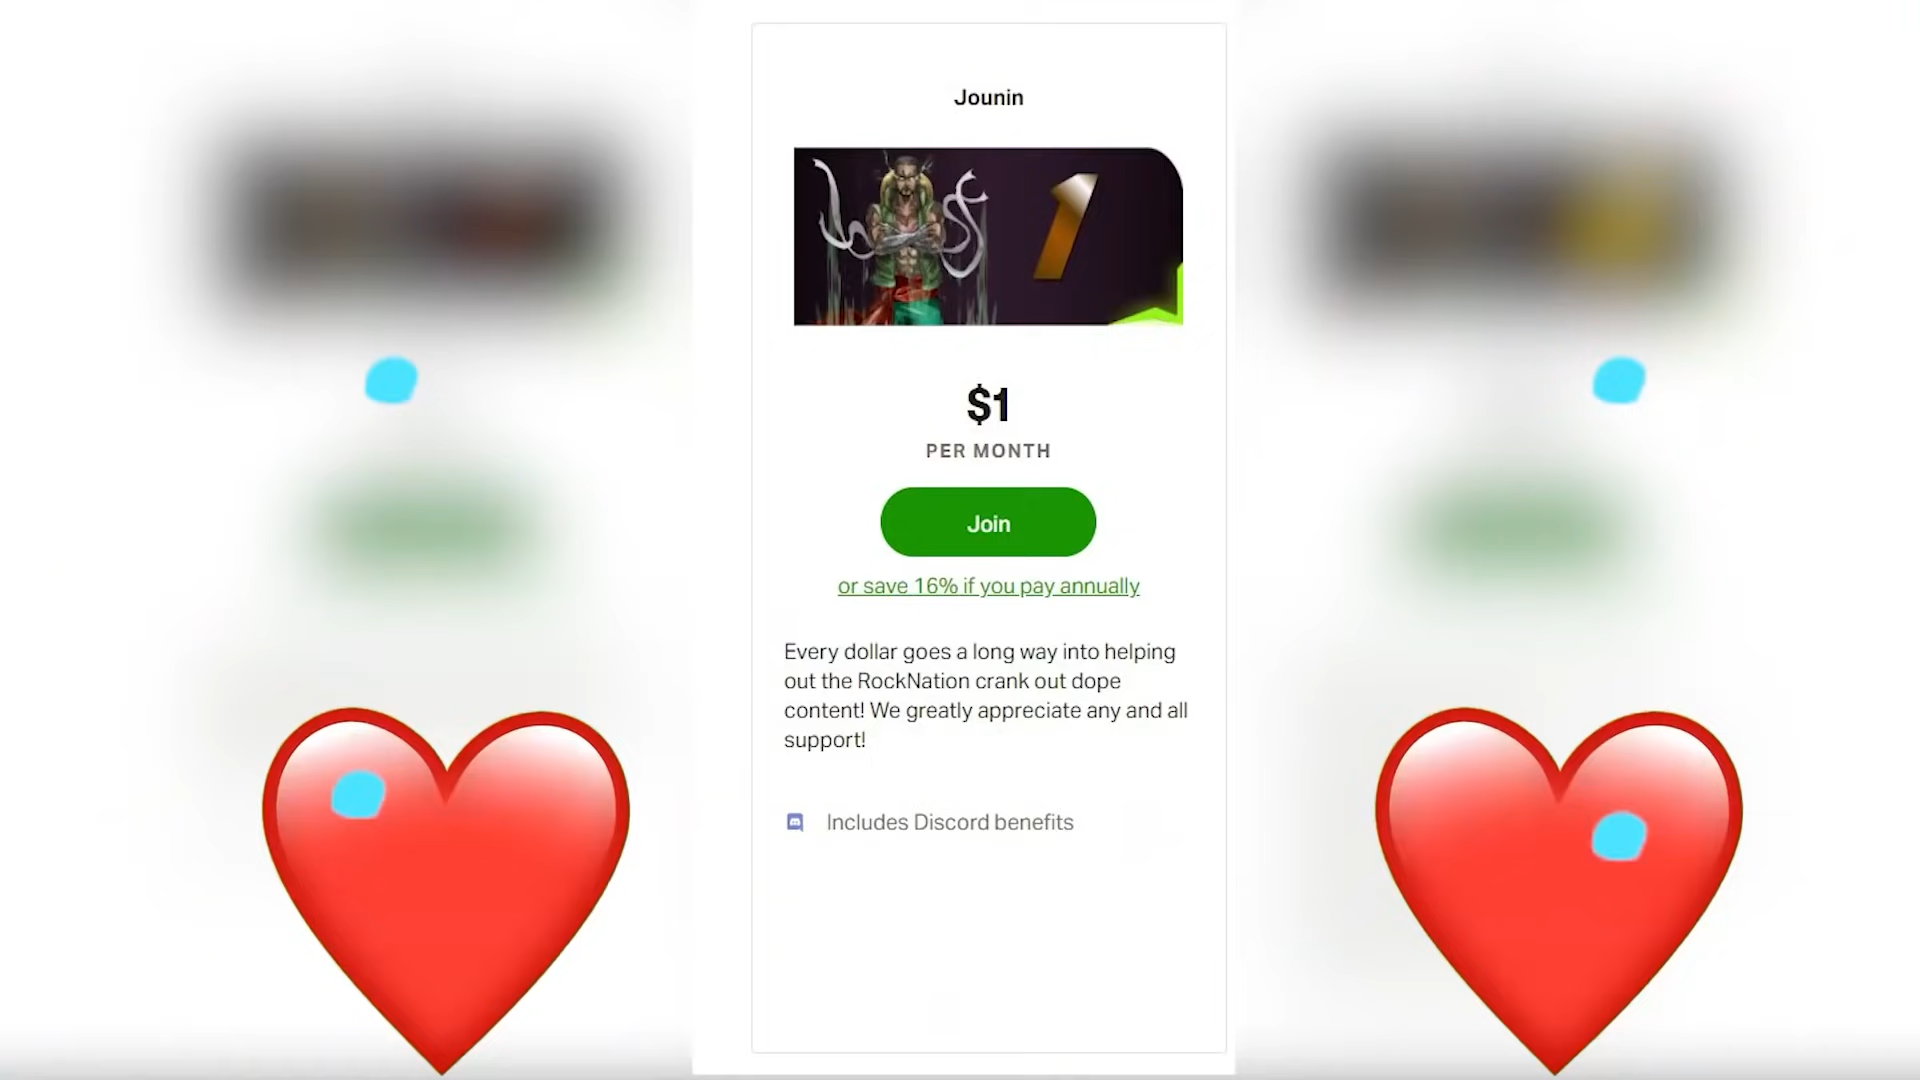 Jounin
1
$1
PER MONTH
Join
or save 16% if you pay annually
Every dollar goes a long way into helping
out the RockNation crank out dope
content! We greatly appreciate any and all
support!
Includes Discord benefits